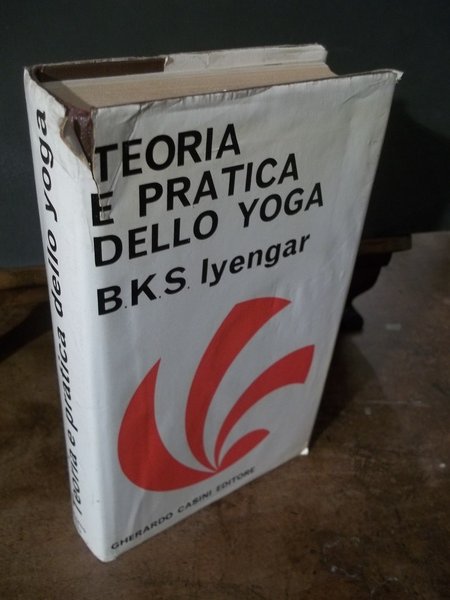 TEORIA
E PRATICA
DELLO YOGA
B.K.S. Iyengar
GHERARDO CASINI EDITORE
Teoria e pratica dello yoga